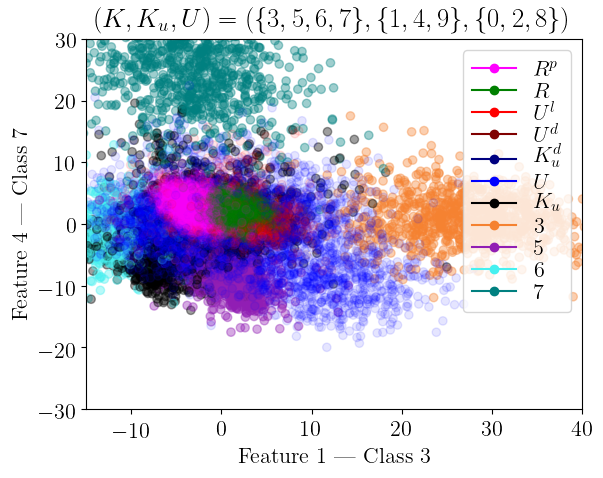 (K, K_u, U) = ({3, 5, 6, 7}, {1, 4, 9}, {0, 2, 8})
30
20
10
0
−10
−20
−30
Feature 4 — Class 7
R^p
R
U^l
U^d
K_u^d
U
K_u
3
5
6
7
−10
0
10
20
30
40
Feature 1 — Class 3